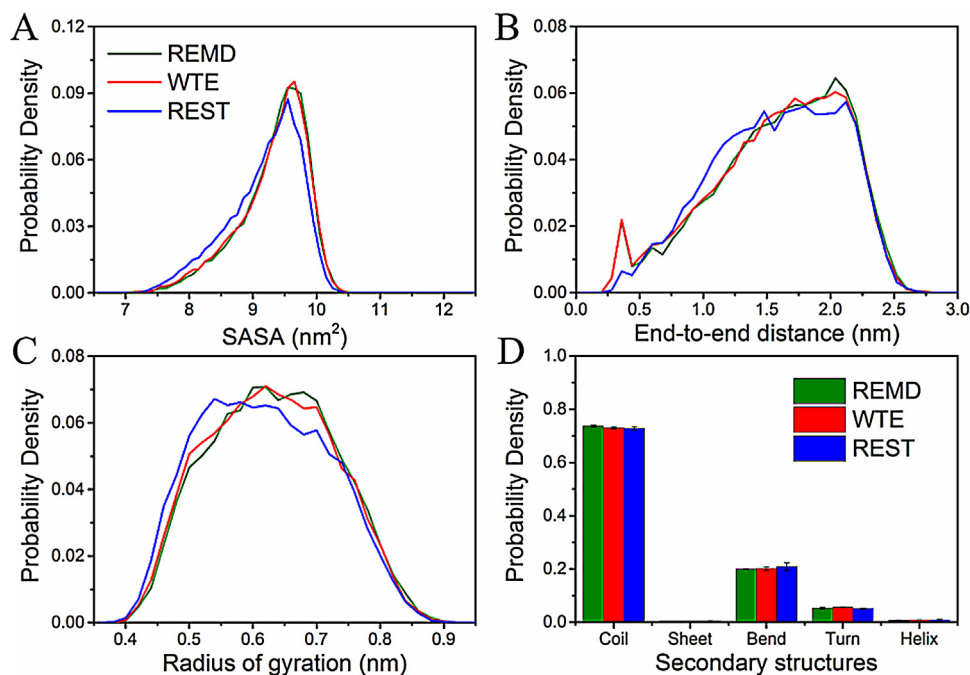 A
0.12
0.09
0.06
0.03
0.00
Probability Density
REMD
WTE
REST
7 8 9 10 11 12
SASA (nm²)
B
0.08
0.06
0.04
0.02
0.00
Probability Density
0.0 0.5 1.0 1.5 2.0 2.5 3.0
End-to-end distance (nm)
C
0.08
0.06
0.04
0.02
0.00
Probability Density
0.4 0.5 0.6 0.7 0.8 0.9
Radius of gyration (nm)
D
1.0
0.8
0.6
0.4
0.2
0.0
Probability Density
REMD
WTE
REST
Coil Sheet Bend Turn Helix
Secondary structures